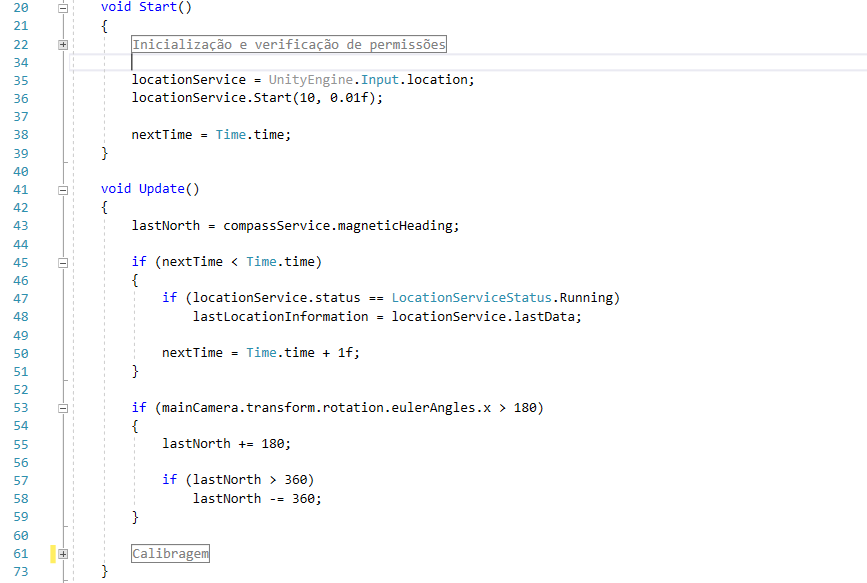 20 void Start()
21 {
22 Inicialização e verificação de permissões
34
35 locationService = UnityEngine.Input.location;
36 locationService.Start(10, 0.01f);
37
38 nextTime = Time.time;
39 }
40
41 void Update()
42 {
43 lastNorth = compassService.magneticHeading;
44
45 if (nextTime < Time.time)
46 {
47 if (locationService.status == LocationServiceStatus.Running)
48 lastLocationInformation = locationService.lastData;
49
50 nextTime = Time.time + 1f;
51 }
52
53 if (mainCamera.transform.rotation.eulerAngles.x > 180)
54 {
55 lastNorth += 180;
56
57 if (lastNorth > 360)
58 lastNorth -= 360;
59 }
60
61 Calibragem
73 }